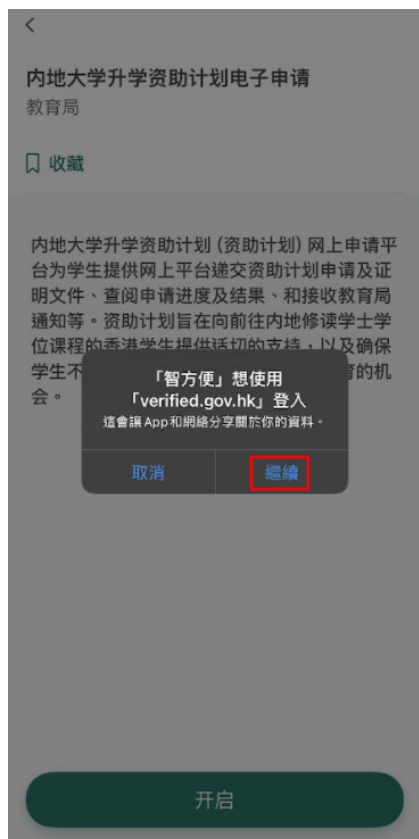 内地大学升学资助计划电子申请
教育局
收藏
内地大学升学资助计划 (资助计划) 网上申请平
台为学生提供网上平台递交资助计划申请及证
明文件、查阅申请进度及结果、和接收教育局
通知等。资助计划旨在向前往内地修读学士学
位课程的香港学生提供适切的支持，以及确保
学生不
育的机
会。
「智方便」想使用
「verified.gov.hk」登入
這會讓 App 和網絡分享關於你的資料。
取消
繼續
开启